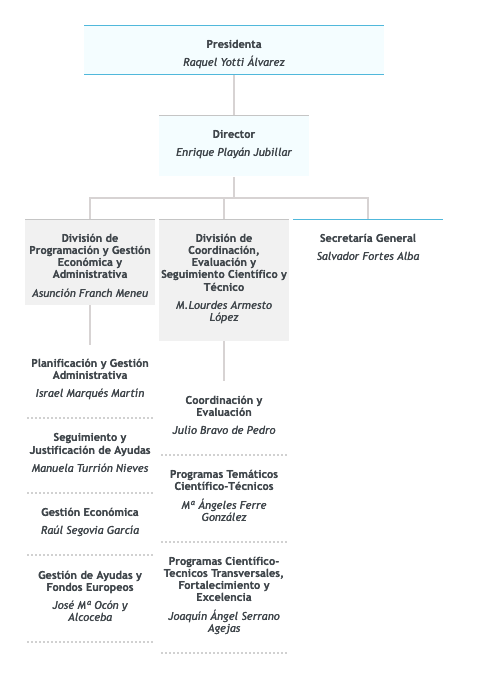 Presidenta
Raquel Yotti Álvarez
Director
Enrique Playán Jubillar
División de
Programación y Gestión
Económica y
Administrativa
Asunción Franch Meneu
División de
Coordinación,
Evaluación y
Seguimiento Científico y
Técnico
M.Lourdes Armesto
López
Secretaría General
Salvador Fortes Alba
Planificación y Gestión
Administrativa
Israel Marqués Martín
Seguimiento y
Justificación de Ayudas
Manuela Turrión Nieves
Gestión Económica
Raúl Segovia García
Gestión de Ayudas y
Fondos Europeos
José Mª Ocón y
Alcoceba
Coordinación y
Evaluación
Julio Bravo de Pedro
Programas Temáticos
Científico-Técnicos
Mª Ángeles Ferre
González
Programas Científico-
Tecnicos Transversales,
Fortalecimiento y
Excelencia
Joaquín Ángel Serrano
Agejas